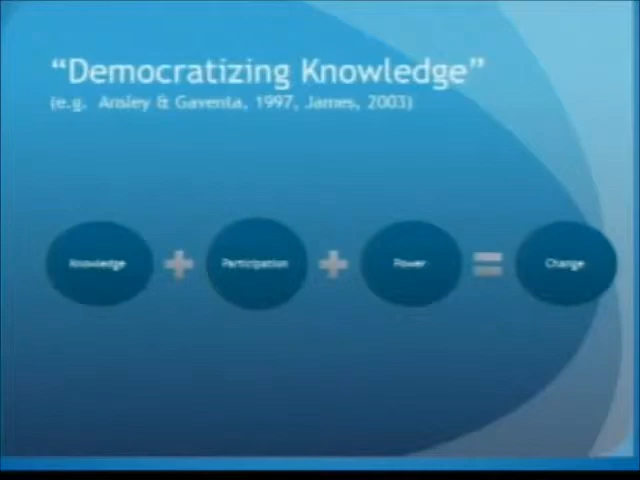 “Democratizing Knowledge”
(e.g. Ansley & Gaventa, 1997, James, 2003)
Knowledge + Participation + Power = Change